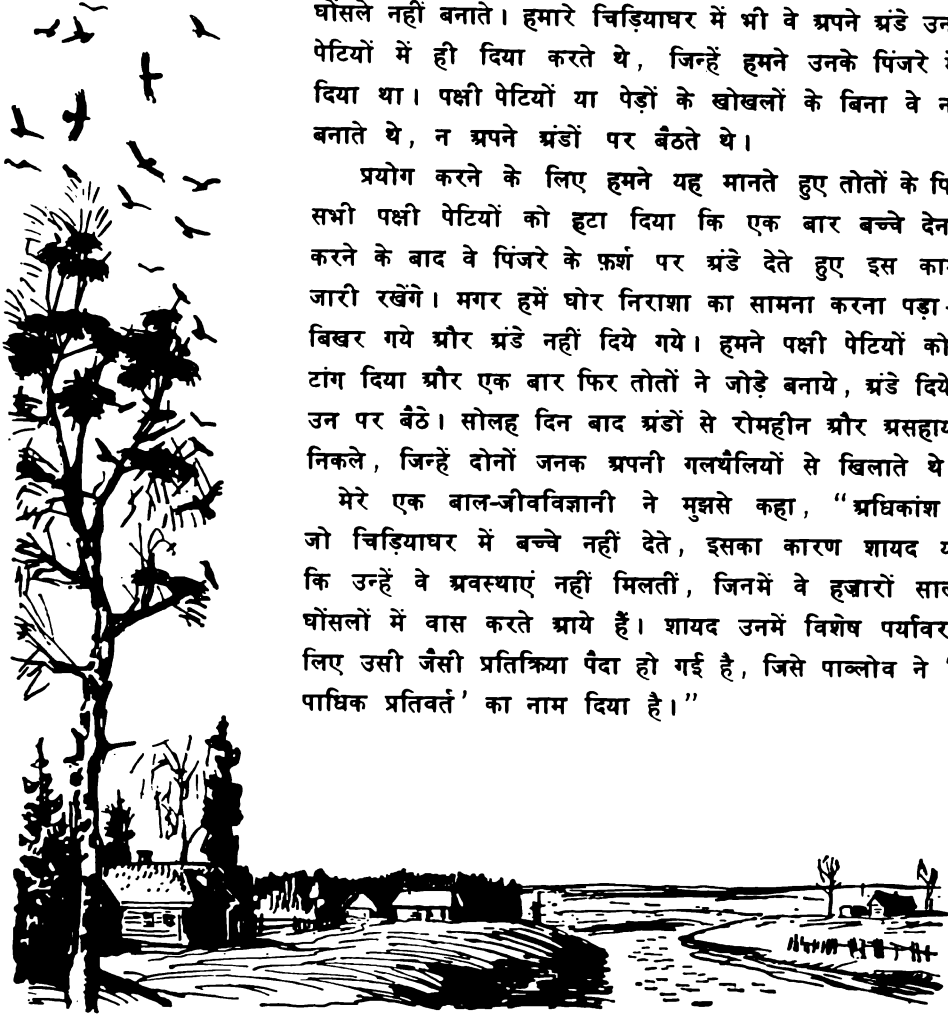 घोंसले नहीं बनाते। हमारे चिड़ियाघर में भी वे अपने अंडे
पेटियों में ही दिया करते थे, जिन्हें हमने उनके पिंजरे
दिया था। पक्षी पेटियों या पेड़ों के खोखलों के बिना वे
बनाते थे, न अपने अंडों पर बैठते थे।
प्रयोग करने के लिए हमने यह मानते हुए तोतों के
सभी पक्षी पेटियों को हटा दिया कि एक बार बच्चे
करने के बाद वे पिंजरे के फ़र्श पर अंडे देते हुए इस
जारी रखेंगे। मगर हमें घोर निराशा का सामना करना पड़ा-
बिखर गये और अंडे नहीं दिये गये। हमने पक्षी पेटियों को
टांग दिया और एक बार फिर तोतों ने जोड़े बनाये, अंडे दिये
उन पर बैठे। सोलह दिन बाद अंडों से रोमहीन और
निकले, जिन्हें दोनों जनक अपनी गलथैलियों से खिलाते थे
मेरे एक बाल-जीवविज्ञानी ने मुझसे कहा, “अधिकांश
जो चिड़ियाघर में बच्चे नहीं देते, इसका कारण शायद
कि उन्हें वे अवस्थाएं नहीं मिलतीं, जिनमें वे हज़ारों
घोंसलों में वास करते आये हैं। शायद उनमें विशेष
लिए उसी जैसी प्रतिक्रिया पैदा हो गई है, जिसे पाव्लोव ने ‘
पाधिक प्रतिवर्त’ का नाम दिया है।”